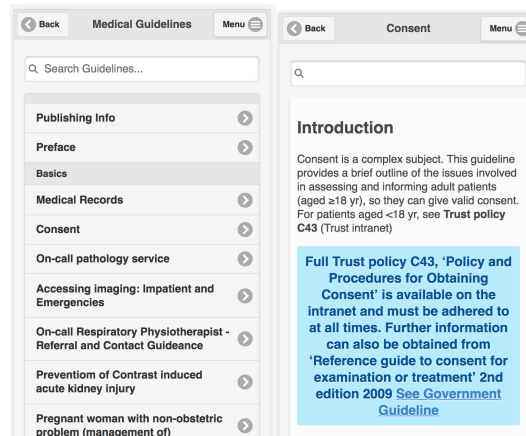 Back
Medical Guidelines
Menu
Search Guidelines...
Publishing Info
Preface
Basics
Medical Records
Consent
On-call pathology service
Accessing imaging: Impatient and
Emergencies
On-call Respiratory Physiotherapist -
Referral and Contact Guideance
Preventiom of Contrast induced
acute kidney injury
Pregnant woman with non-obstetric
problem (management of)
Back
Consent
Menu
Introduction
Consent is a complex subject. This guideline
provides a brief outline of the issues involved
in assessing and informing adult patients
(aged ≥18 yr), so they can give valid consent.
For patients aged <18 yr, see Trust policy
C43 (Trust intranet)
Full Trust policy C43, ‘Policy and
Procedures for Obtaining
Consent’ is available on the
intranet and must be adhered to
at all times. Further information
can also be obtained from
‘Reference guide to consent for
examination or treatment’ 2nd
edition 2009 See Government
Guideline